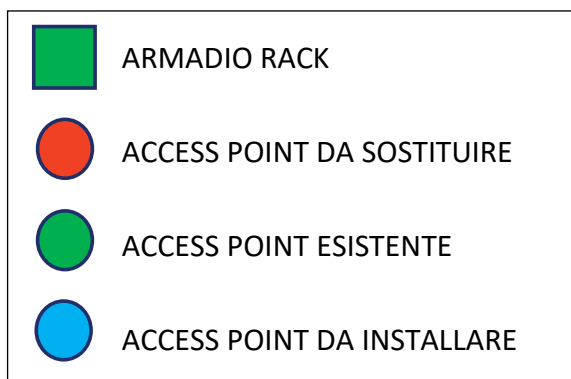 ARMADIO RACK
ACCESS POINT DA SOSTITUIRE
ACCESS POINT ESISTENTE
ACCESS POINT DA INSTALLARE